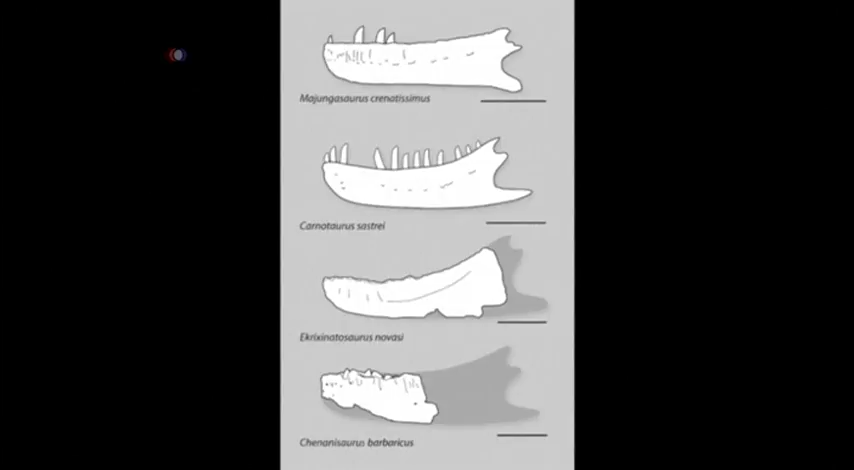 Majungasaurus crenatissimus
Carnotaurus sastrei
Ekrixinatosaurus novasi
Chenanisaurus barbaricus